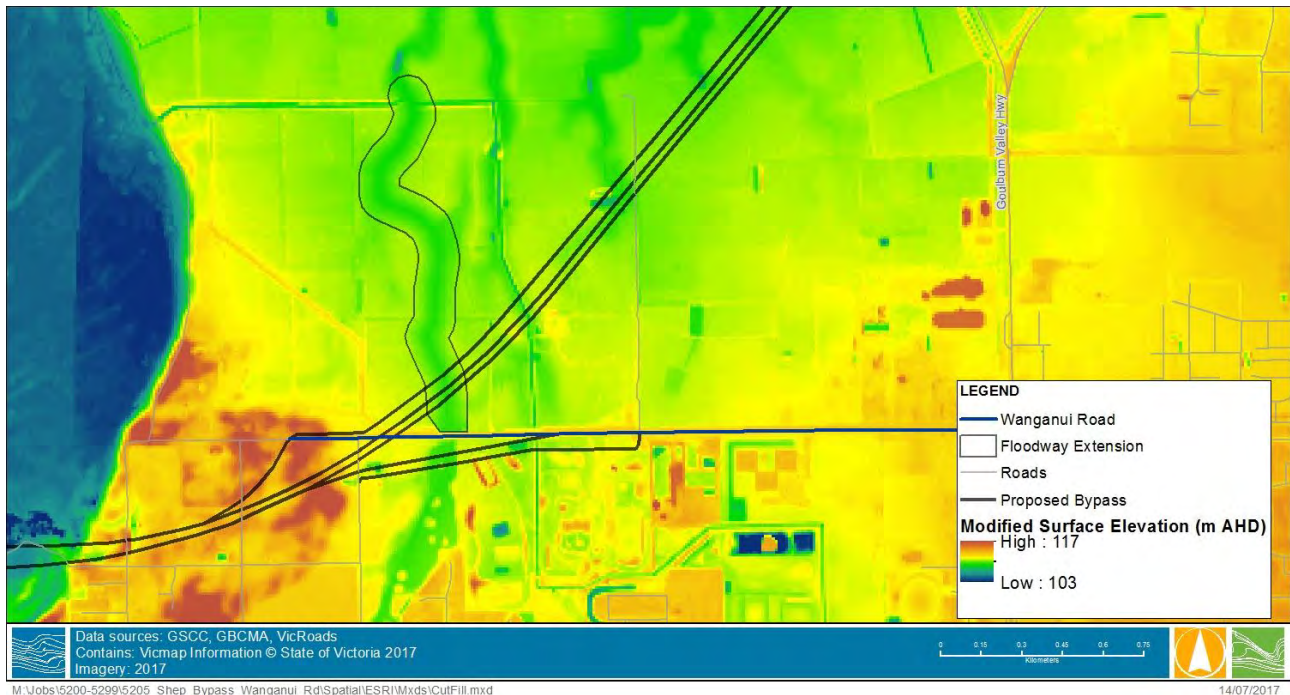 Goulburn Valley Hwy
LEGEND
Wanganui Road
Floodway Extension
Roads
Proposed Bypass
Modified Surface Elevation (m AHD)
High : 117
Low : 103
Data sources: GSCC, GBCMA, VicRoads
Contains: Vicmap Information © State of Victoria 2017
Imagery: 2017
0 0.15 0.3 0.45 0.6 0.75
Kilometers
M:\Jobs\5200-5299\5205_Shep_Bypass_Wanganui_Rd\Spatial\ESRI\Mxds\CutFill.mxd
14/07/2017